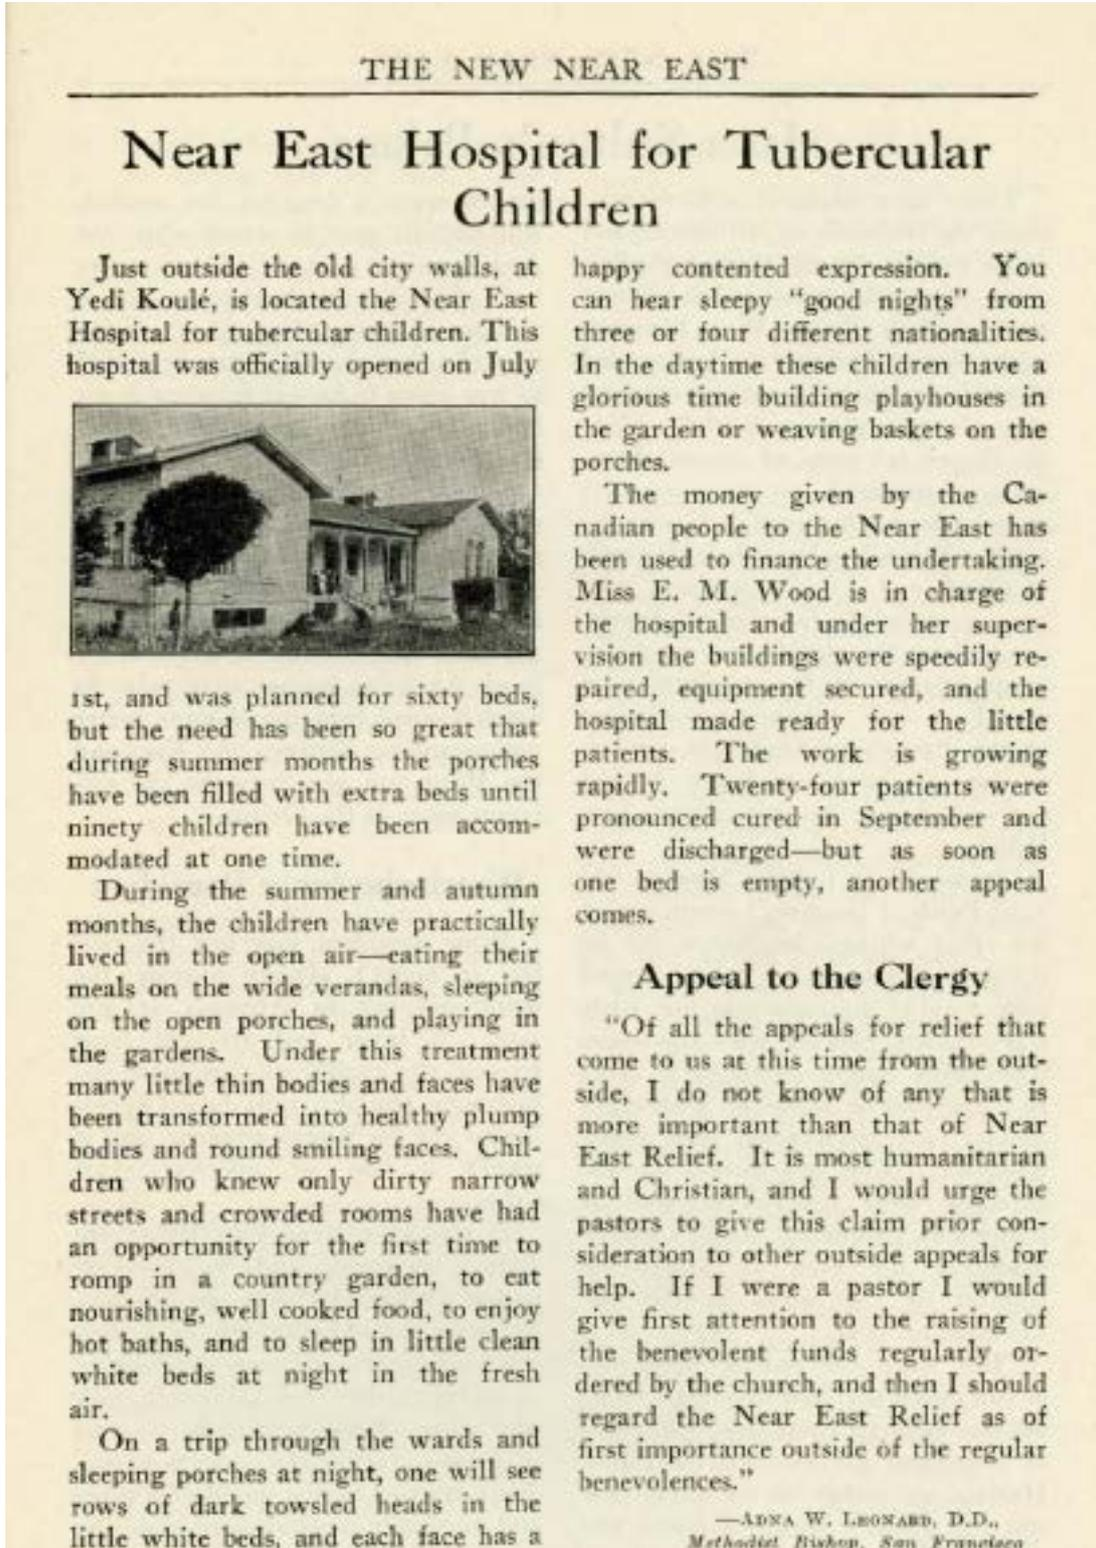 THE NEW NEAR EAST
Near East Hospital for Tubercular
Children
Just outside the old city walls, at
Yedi Koulé, is located the Near East
Hospital for tubercular children. This
hospital was officially opened on July
1st, and was planned for sixty beds,
but the need has been so great that
during summer months the porches
have been filled with extra beds until
ninety children have been accom-
modated at one time.
During the summer and autumn
months, the children have practically
lived in the open air—eating their
meals on the wide verandas, sleeping
on the open porches, and playing in
the gardens. Under this treatment
many little thin bodies and faces have
been transformed into healthy plump
bodies and round smiling faces. Chil-
dren who knew only dirty narrow
streets and crowded rooms have had
an opportunity for the first time to
romp in a country garden, to eat
nourishing, well cooked food, to enjoy
hot baths, and to sleep in little clean
white beds at night in the fresh
air.
On a trip through the wards and
sleeping porches at night, one will see
rows of dark towsled heads in the
little white beds, and each face has a
happy contented expression. You
can hear sleepy "good nights" from
three or four different nationalities.
In the daytime these children have a
glorious time building playhouses in
the garden or weaving baskets on the
porches.
The money given by the Ca-
nadian people to the Near East has
been used to finance the undertaking.
Miss E. M. Wood is in charge of
the hospital and under her super-
vision the buildings were speedily re-
paired, equipment secured, and the
hospital made ready for the little
patients. The work is growing
rapidly. Twenty-four patients were
pronounced cured in September and
were discharged—but as soon as
one bed is empty, another appeal
comes.
Appeal to the Clergy
"Of all the appeals for relief that
come to us at this time from the out-
side, I do not know of any that is
more important than that of Near
East Relief. It is most humanitarian
and Christian, and I would urge the
pastors to give this claim prior con-
sideration to other outside appeals for
help. If I were a pastor I would
give first attention to the raising of
the benevolent funds regularly or-
dered by the church, and then I should
regard the Near East Relief as of
first importance outside of the regular
benevolences."
—ADNA W. LEONARD, D.D.,
Methodist Bishop, San Francisco